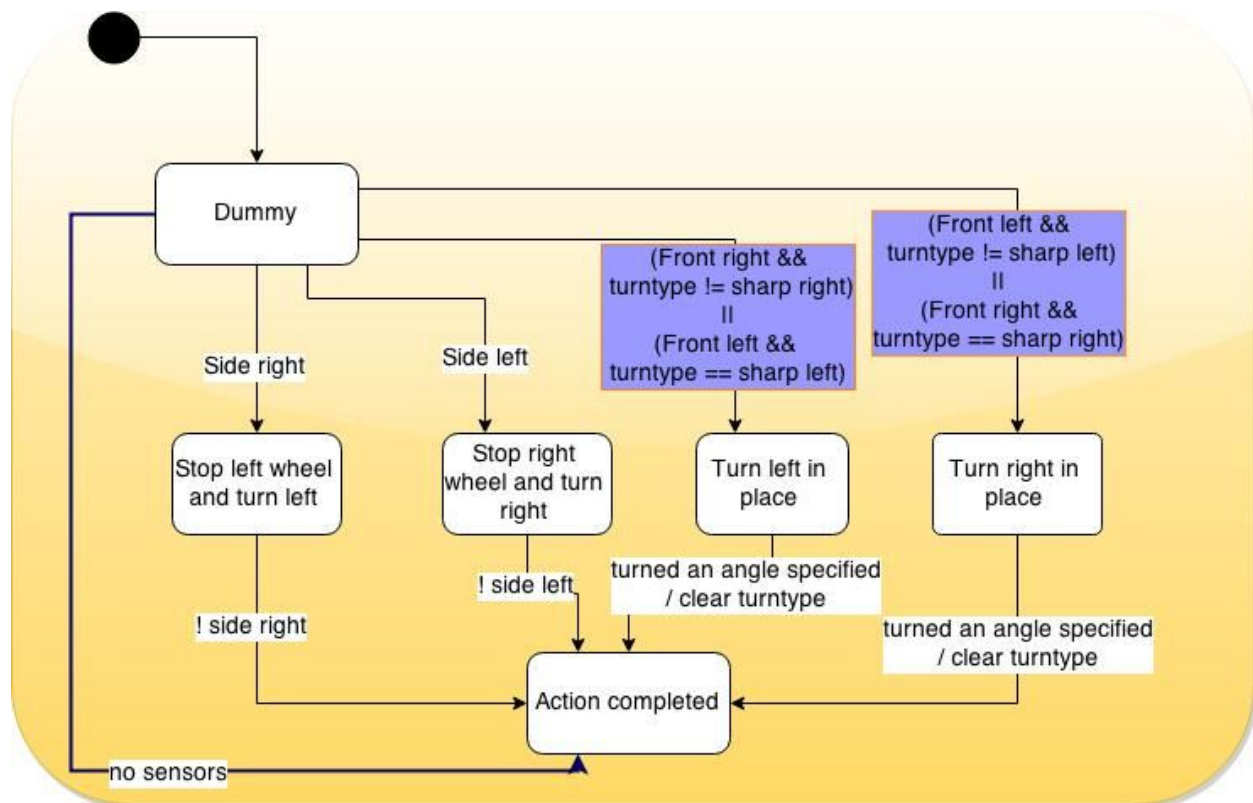 Dummy
(Front left &&
turntype != sharp left)
||
(Front right &&
turntype == sharp right)
(Front right &&
turntype != sharp right)
||
(Front left &&
turntype == sharp left)
Side right
Side left
Stop left wheel
and turn left
Stop right
wheel and turn
right
Turn left in
place
Turn right in
place
! side left
turned an angle specified
/ clear turntype
! side right
turned an angle specified
/ clear turntype
Action completed
no sensors